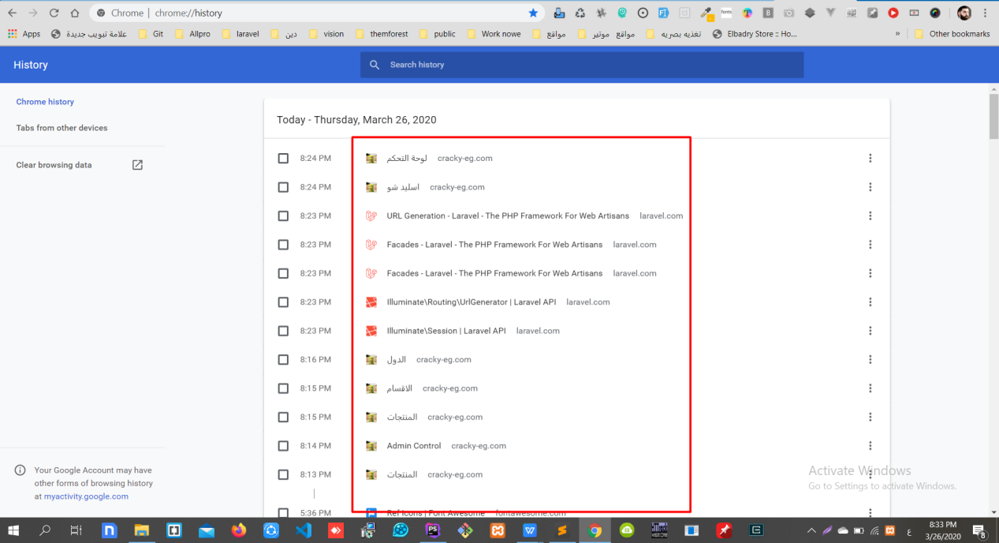 Chrome | chrome://history
Apps علامة تبويب جديدة Git Allpro laravel دين vision themforest public Work nowe مواقع مواقع موتير تغذيه بصريه Elbadry Store :: Ho... » Other bookmarks
History
Search history
Chrome history
Tabs from other devices
Clear browsing data
Today - Thursday, March 26, 2020
8:24 PM لوحة التحكم cracky-eg.com
8:24 PM اسليد شو cracky-eg.com
8:23 PM URL Generation - Laravel - The PHP Framework For Web Artisans laravel.com
8:23 PM Facades - Laravel - The PHP Framework For Web Artisans laravel.com
8:23 PM Facades - Laravel - The PHP Framework For Web Artisans laravel.com
8:23 PM Illuminate\Routing\UrlGenerator | Laravel API laravel.com
8:23 PM Illuminate\Session | Laravel API laravel.com
8:16 PM الدول cracky-eg.com
8:15 PM الاقسام cracky-eg.com
8:15 PM المنتجات cracky-eg.com
8:14 PM Admin Control cracky-eg.com
8:13 PM المنتجات cracky-eg.com
5:36 PM Ref Icons | Font Awesome fontawesome.com
Your Google Account may have
other forms of browsing history
at myactivity.google.com
Activate Windows
Go to Settings to activate Windows.
ع
8:33 PM
3/26/2020
8